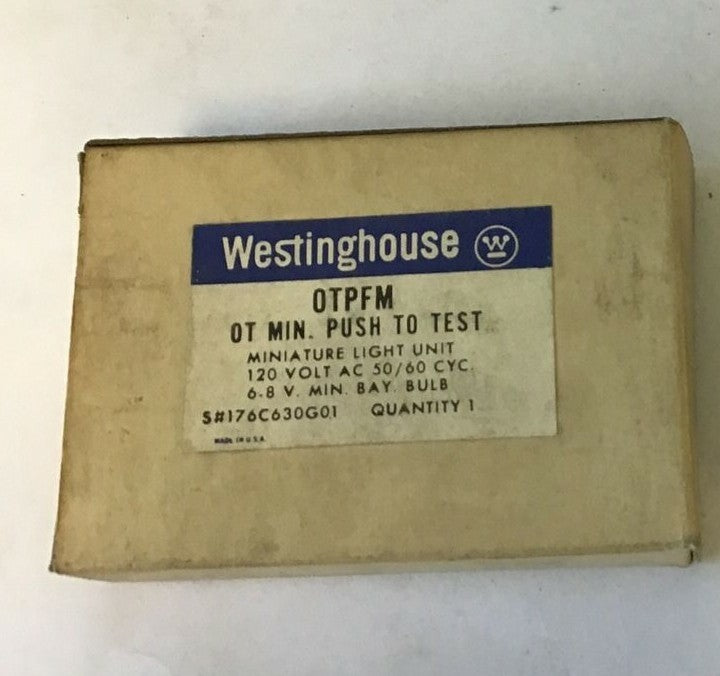 Westinghouse W
OTPFM
OT MIN. PUSH TO TEST
MINIATURE LIGHT UNIT
120 VOLT AC 50/60 CYC.
6-8 V. MIN. BAY. BULB
S#176C630G01 QUANTITY 1
MADE IN U.S.A.